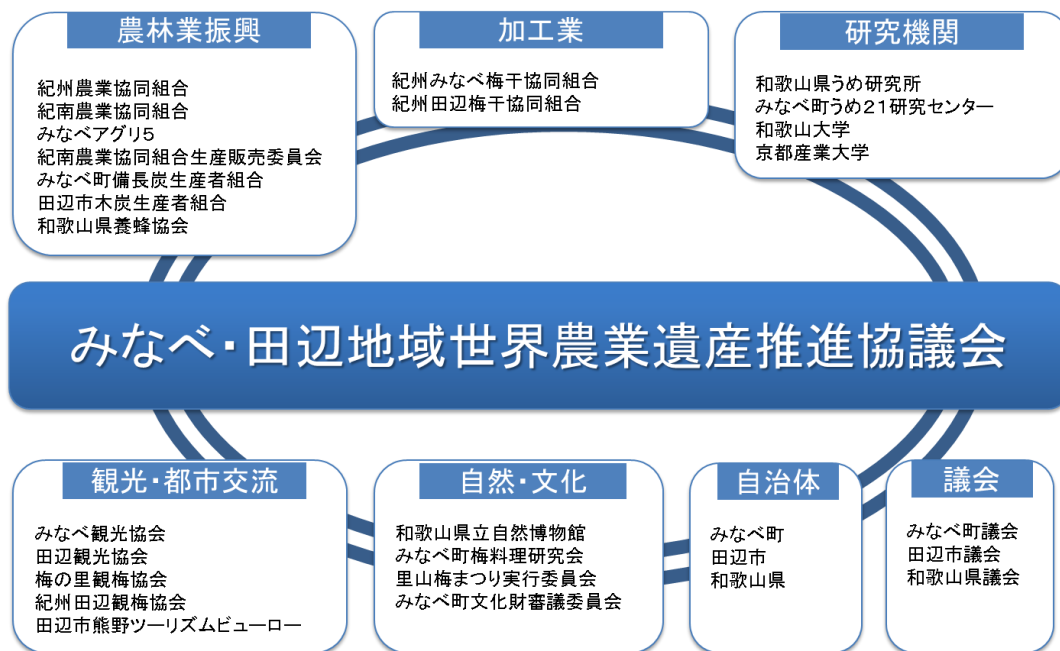 農林業振興
紀州農業協同組合
紀南農業協同組合
みなべアグリ5
紀南農業協同組合生産販売委員会
みなべ町備長炭生産者組合
田辺市木炭生産者組合
和歌山県養蜂協会
加工業
紀州みなべ梅干協同組合
紀州田辺梅干協同組合
研究機関
和歌山県うめ研究所
みなべ町うめ21研究センター
和歌山大学
京都産業大学
みなべ・田辺地域世界農業遺産推進協議会
観光・都市交流
みなべ観光協会
田辺観光協会
梅の里観梅協会
紀州田辺観梅協会
田辺市熊野ツーリズムビューロー
自然・文化
和歌山県立自然博物館
みなべ町梅料理研究会
里山梅まつり実行委員会
みなべ町文化財審議委員会
自治体
みなべ町
田辺市
和歌山県
議会
みなべ町議会
田辺市議会
和歌山県議会